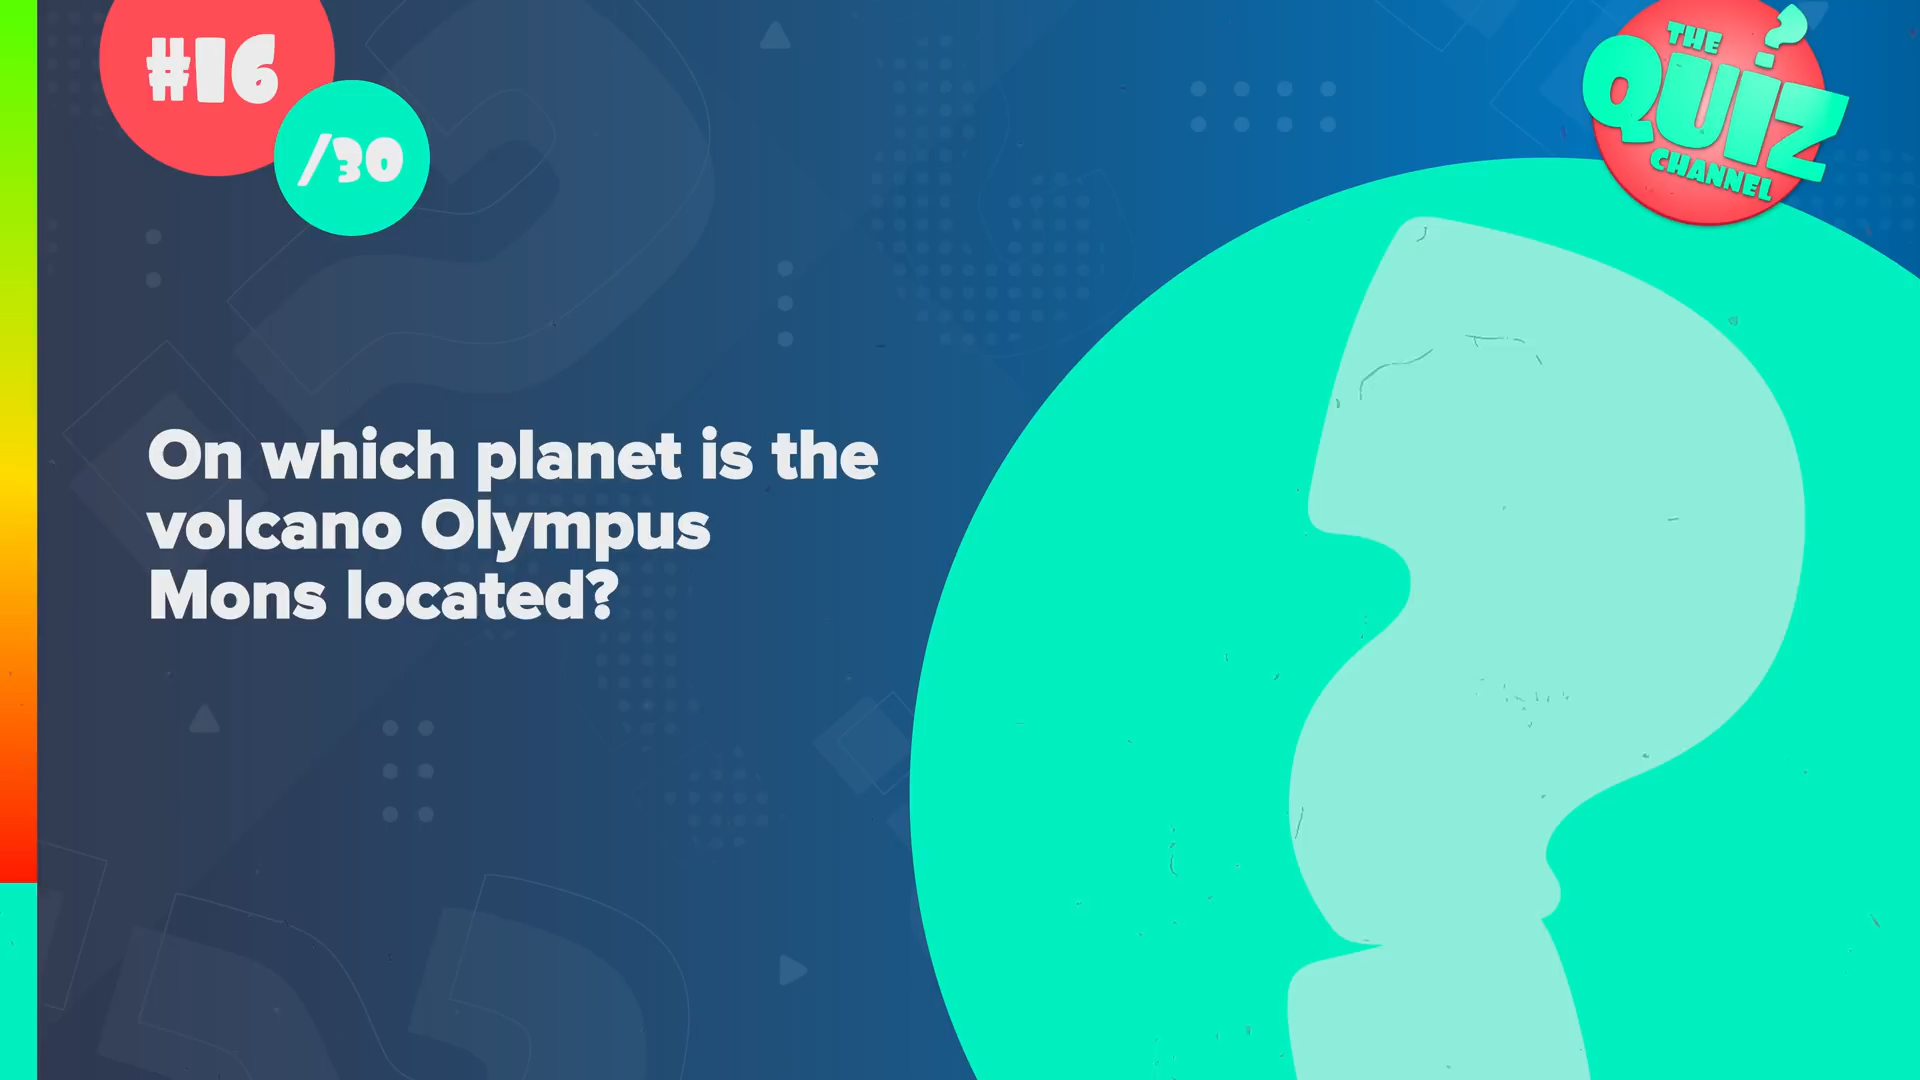 #16
/30
THE
QUIZ
CHANNEL
On which planet is the
volcano Olympus
Mons located?